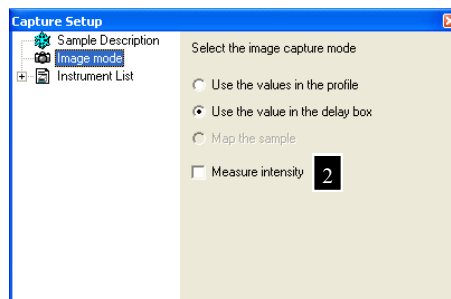 Capture Setup
Sample Description
Image mode
Instrument List
Select the image capture mode
Use the values in the profile
Use the value in the delay box
Map the sample
Measure intensity
2